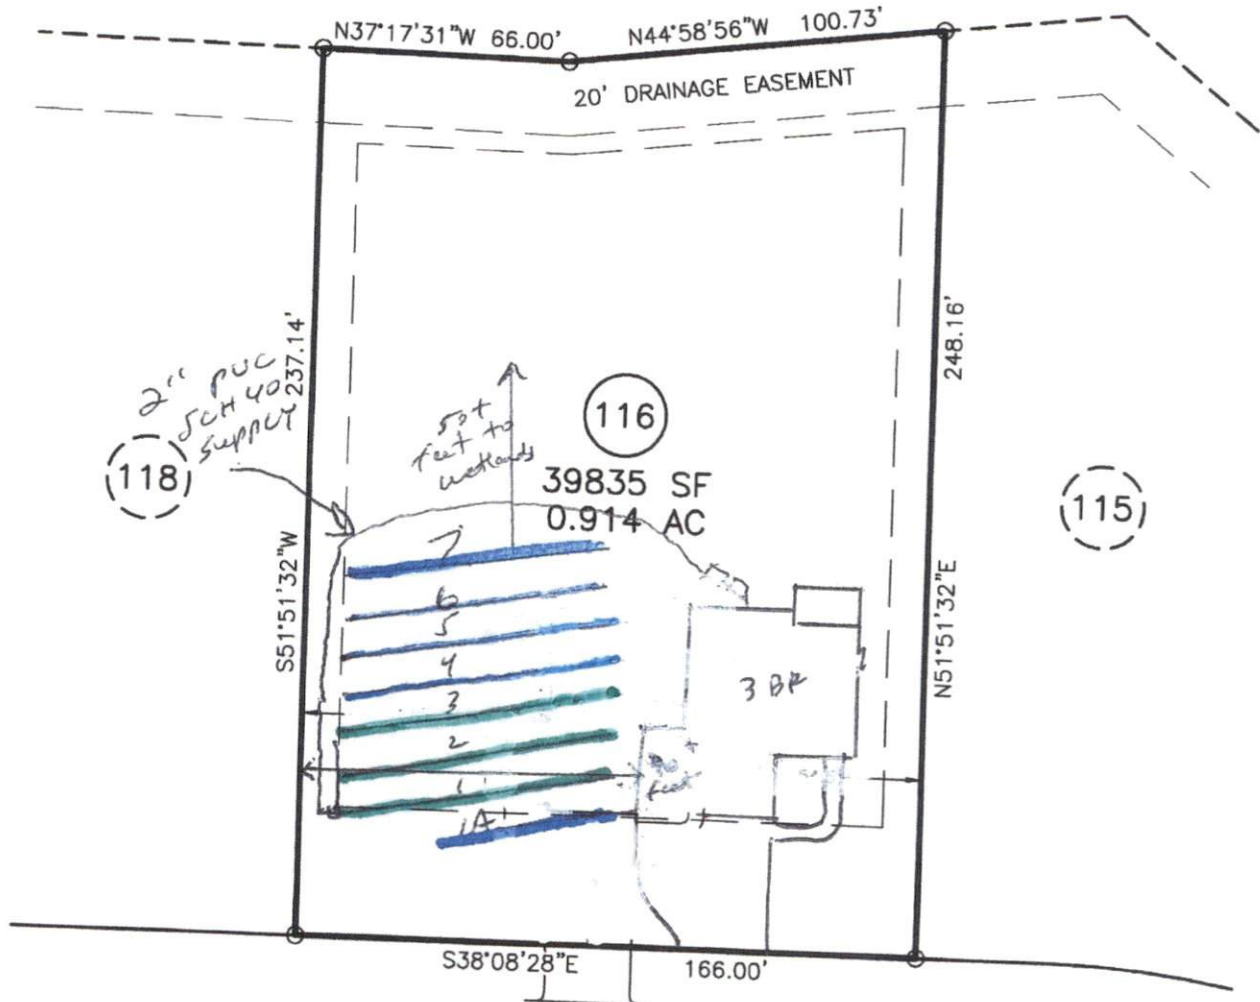 N37°17'31"W 66.00'
N44°58'56"W 100.73'
20' DRAINAGE EASEMENT
237.14'
248.16'
2" PVC
SCH 40
Supply
50+
feet to
wetlands
116
118
39835 SF
0.914 AC
115
S51°51'32"W
N51°51'32"E
7
6
5
4
3
2
1
1A
3 BR
90
feet
S38°08'28"E
166.00'